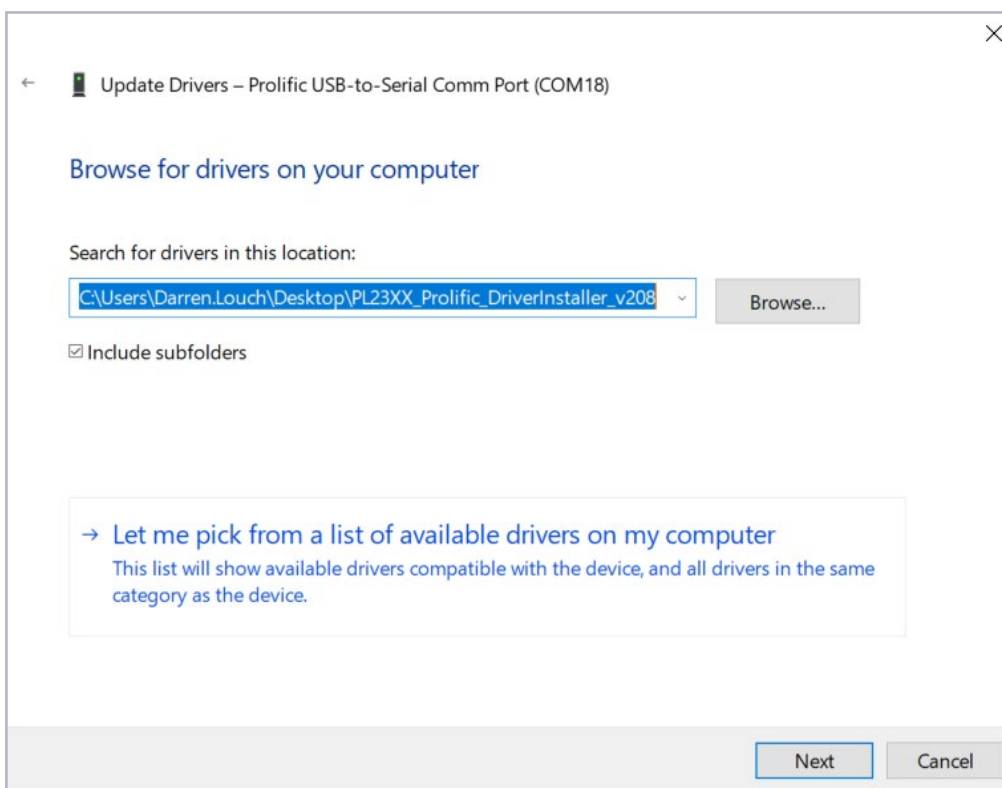 Update Drivers – Prolific USB-to-Serial Comm Port (COM18)
Browse for drivers on your computer
Search for drivers in this location:
C:\Users\Darren.Louch\Desktop\PL23XX_Prolific_DriverInstaller_v208
Browse...
Include subfolders
Let me pick from a list of available drivers on my computer
This list will show available drivers compatible with the device, and all drivers in the same
category as the device.
Next
Cancel